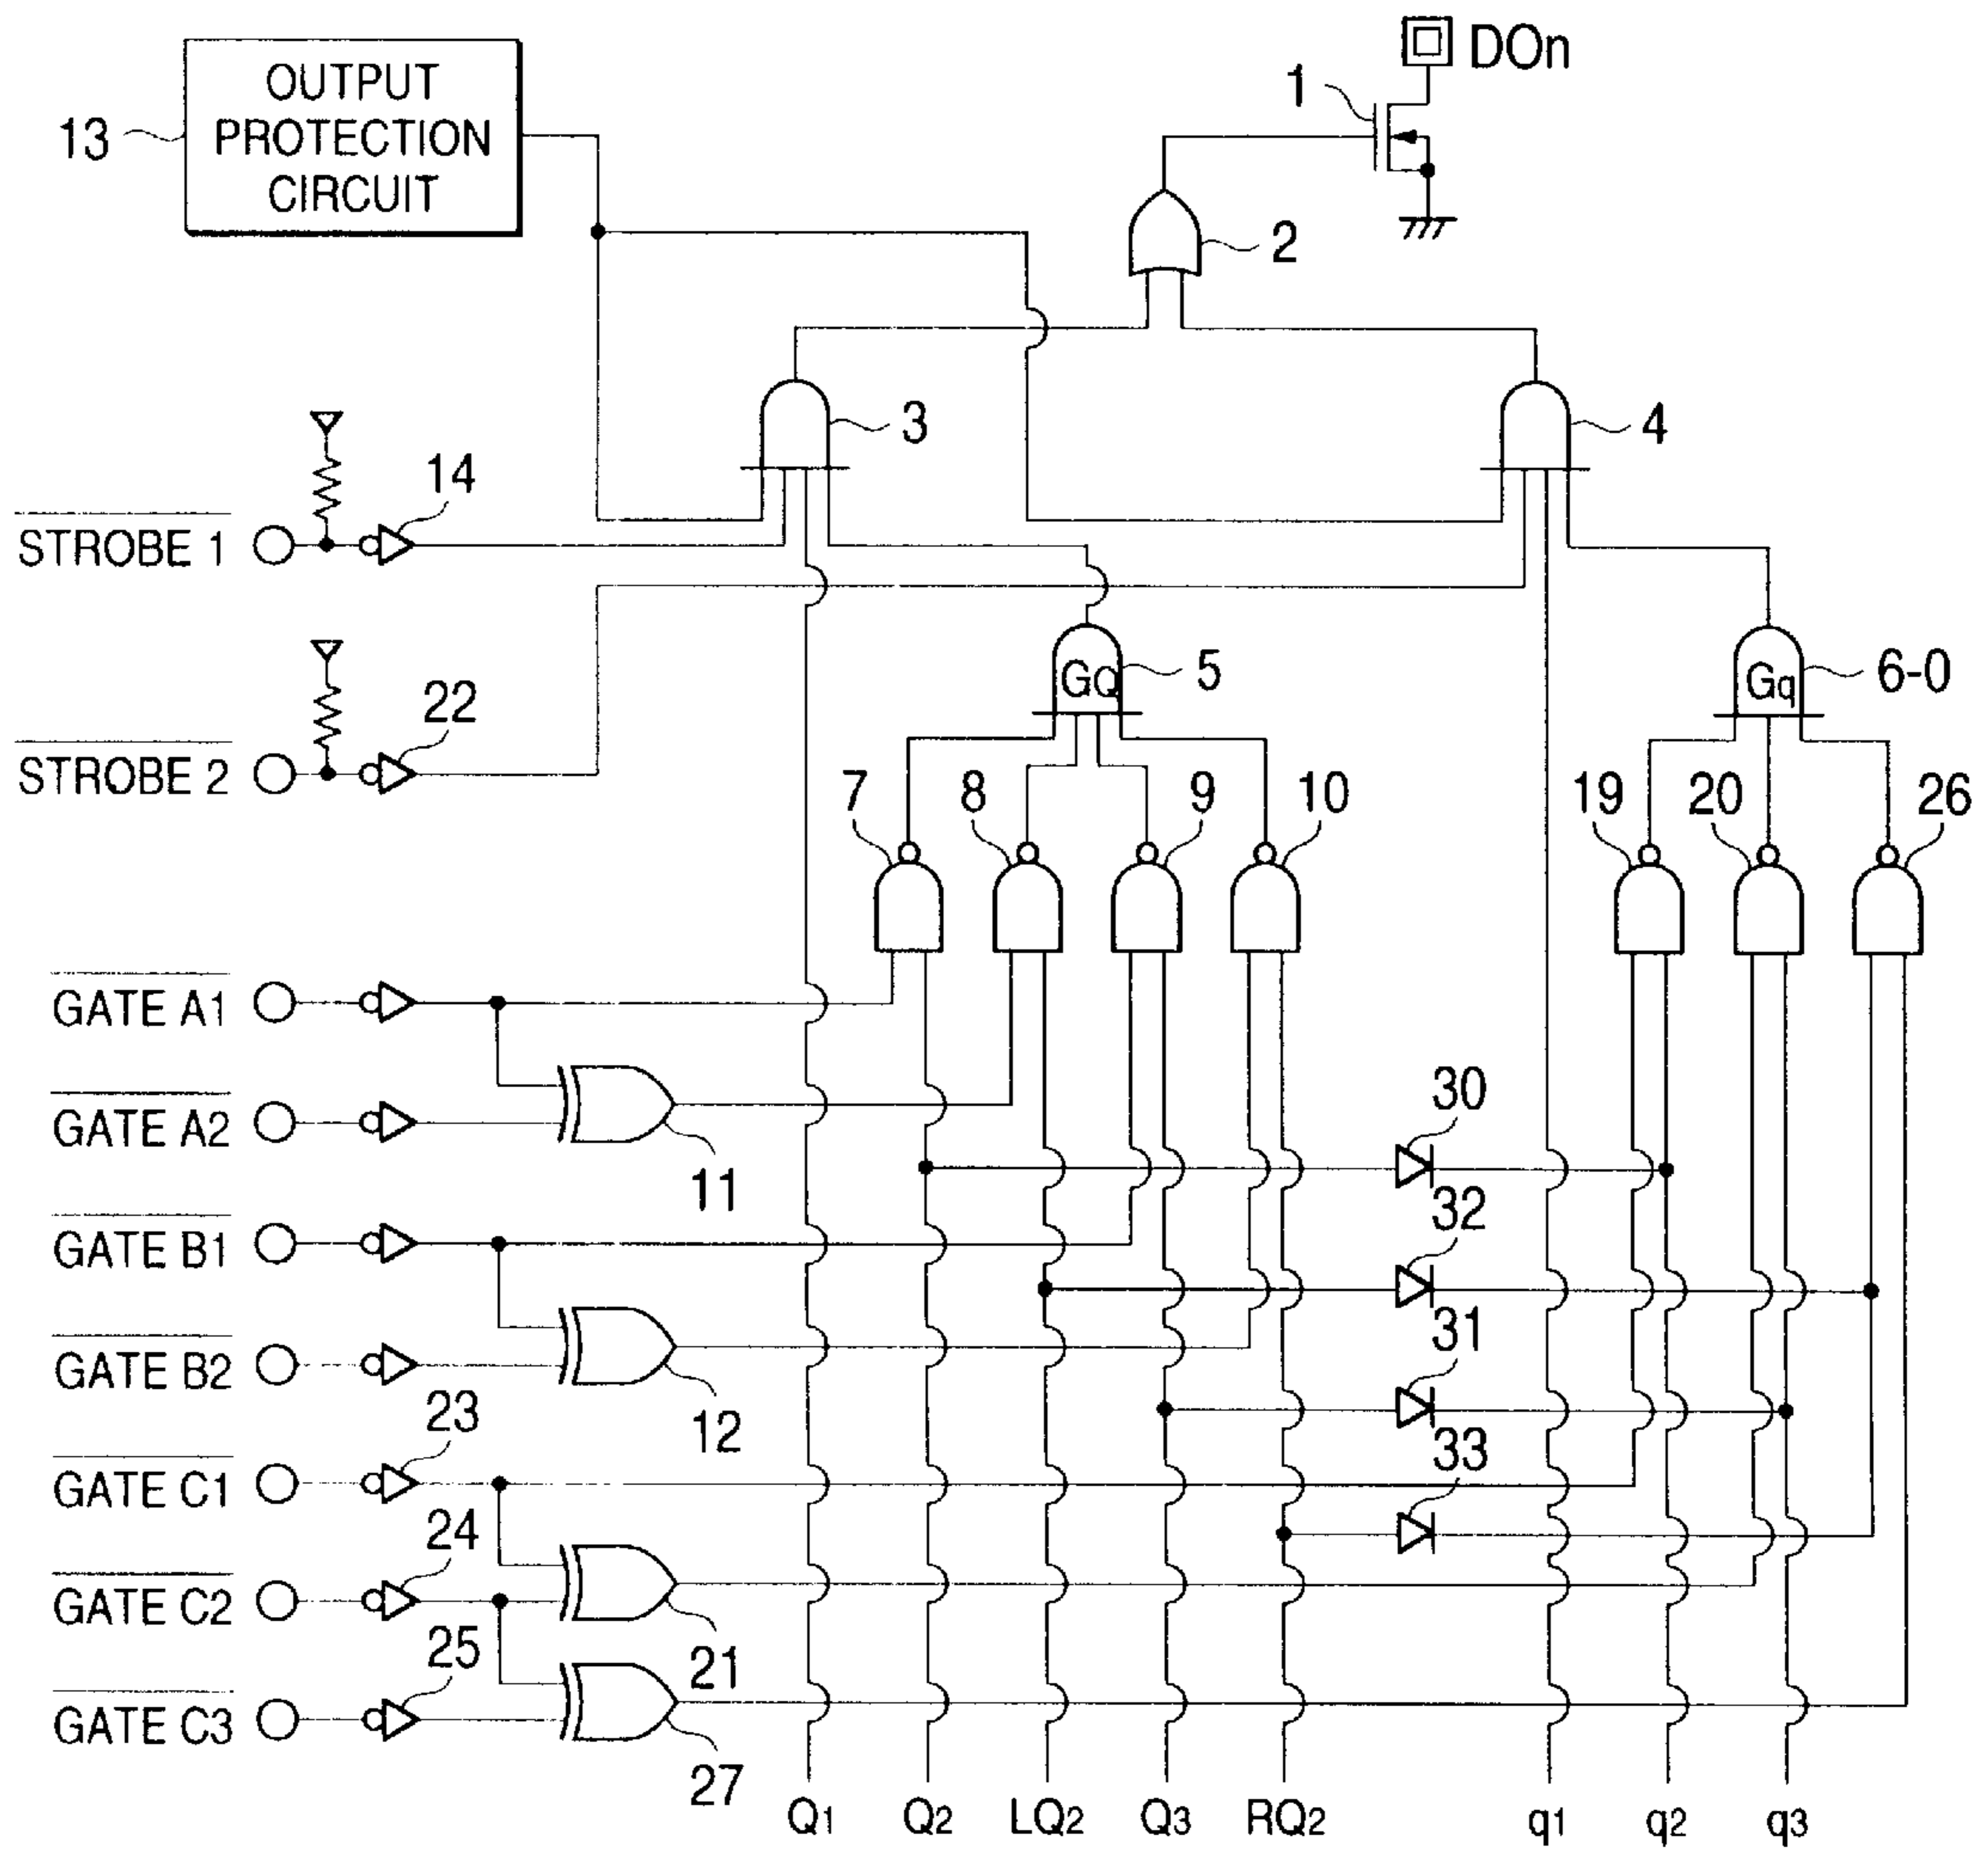 DOn
1
OUTPUT
PROTECTION
CIRCUIT
13
2
3
4
14
STROBE 1
GQ
5
Gq
6-0
22
STROBE 2
7
8
9
10
19
20
26
GATE A1
GATE A2
11
30
32
GATE B1
31
GATE B2
12
23
33
GATE C1
24
GATE C2
21
25
GATE C3
27
Q1
Q2
LQ2
Q3
RQ2
q1
q2
q3